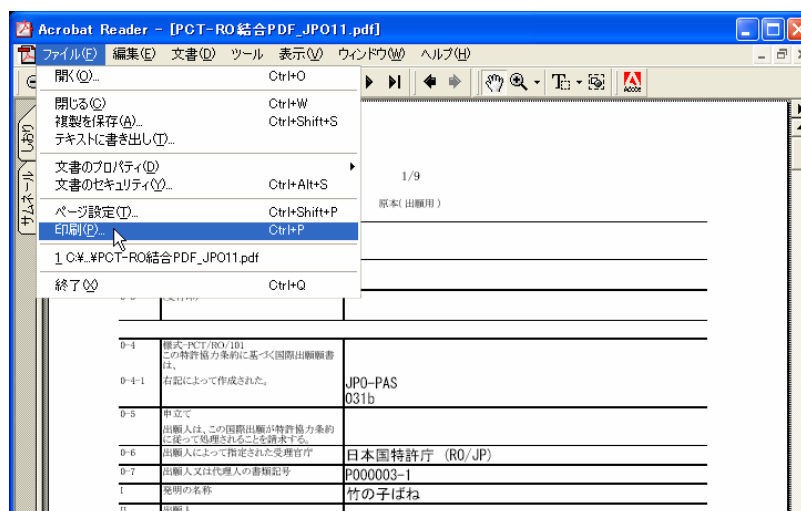 Acrobat Reader - [PCT-RO結合PDF_JPO11.pdf]
ファイル(F) 編集(E) 文書(D) ツール 表示(V) ウィンドウ(W) ヘルプ(H)
開く(O)... Ctrl+O
閉じる(C) Ctrl+W
複製を保存(A)... Ctrl+Shift+S
テキストに書き出し(T)...
文書のプロパティ(D)
文書のセキュリティ(Y)... Ctrl+Alt+S
ページ設定(T)... Ctrl+Shift+P
印刷(P)... Ctrl+P
1 C:¥...¥PCT-RO結合PDF_JPO11.pdf
終了(X) Ctrl+Q
Adobe
しおり
サムネール
1/9
原本(出願用)
0-4 様式-PCT/RO/101
この特許協力条約に基づく国際出願願書
は、
0-4-1 右記によって作成された。 JPO-PAS
031b
0-5 申立て
出願人は、この国際出願が特許協力条約
に従って処理されることを請求する。
0-6 出願人によって指定された受理官庁 日本国特許庁 (RO/JP)
0-7 出願人又は代理人の書類記号 P000003-1
I 発明の名称 竹の子ばね
II 出願人